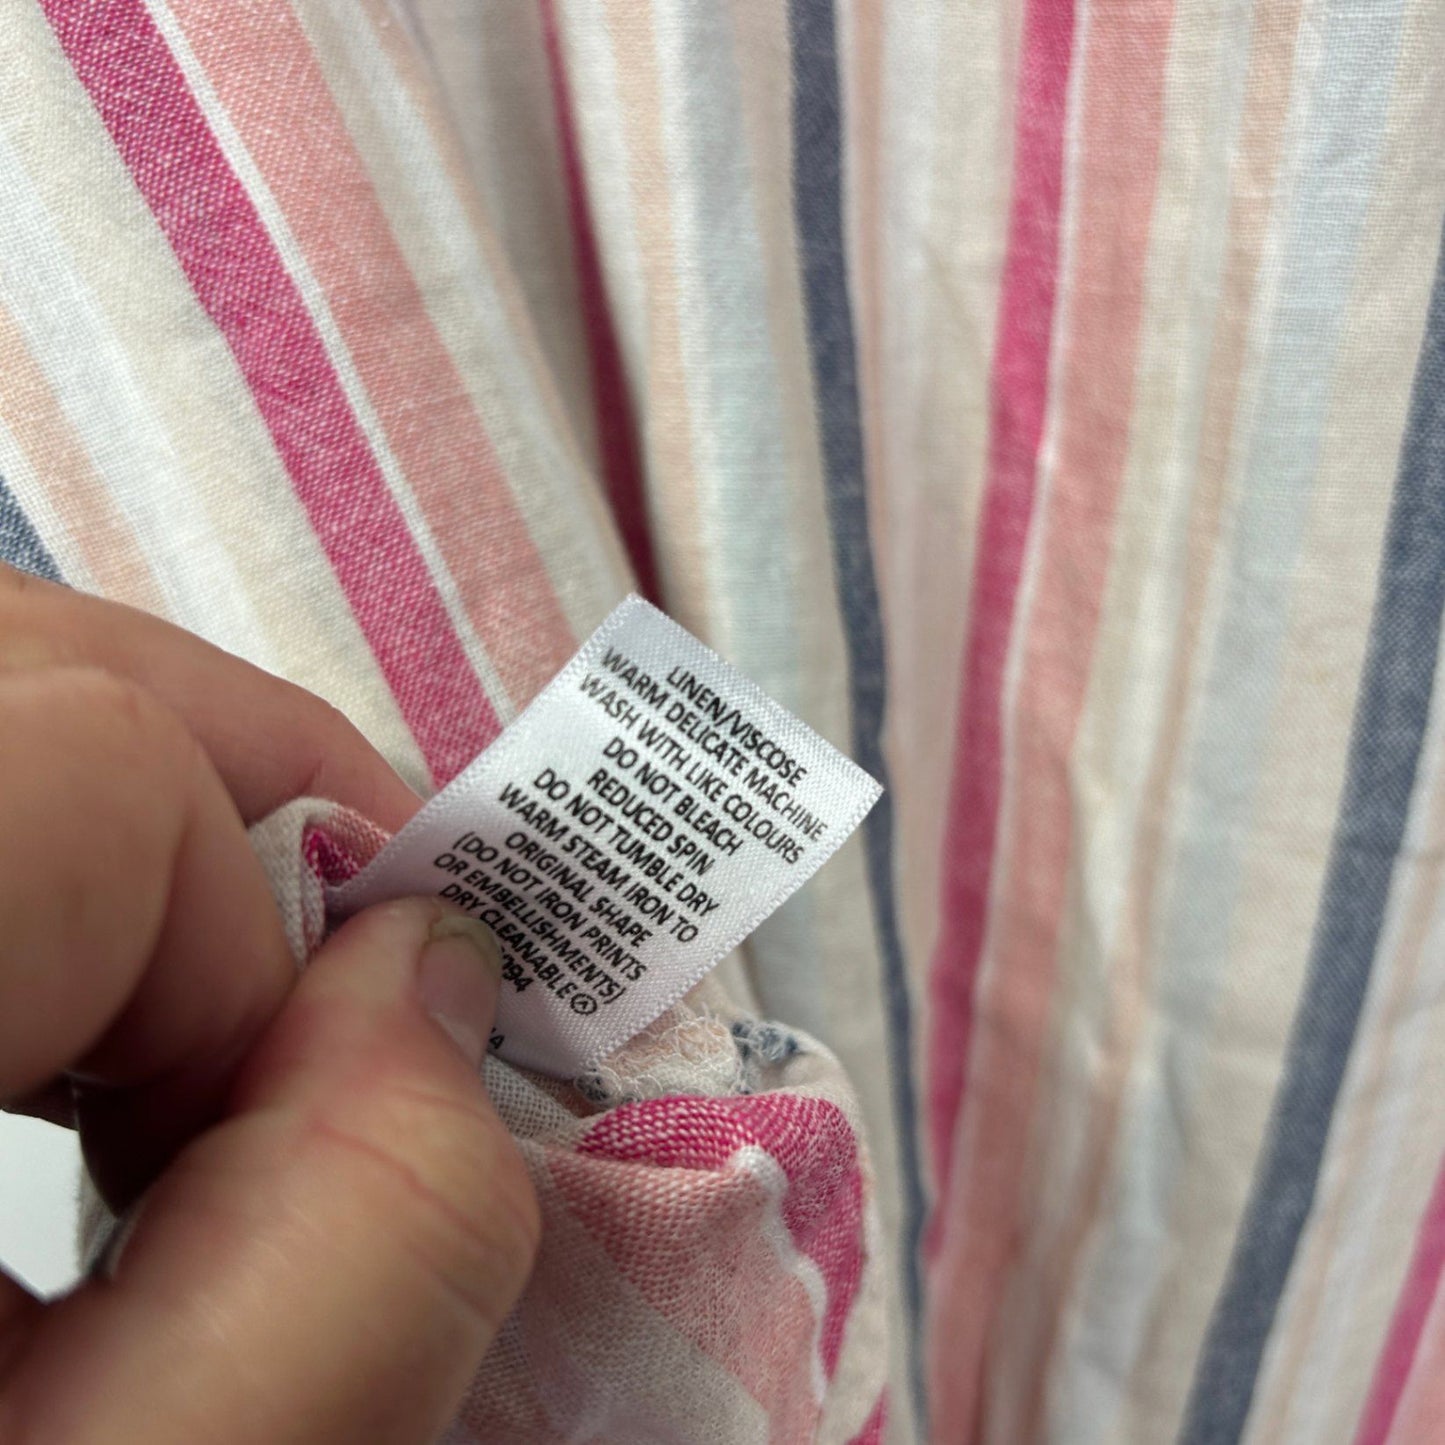 LINEN/VISCOSE
WARM DELICATE MACHINE
WASH WITH LIKE COLOURS
DO NOT BLEACH
REDUCED SPIN
DO NOT TUMBLE DRY
WARM STEAM IRON TO
ORIGINAL SHAPE
(DO NOT IRON PRINTS
OR EMBELLISHMENTS)
DRY CLEANABLE Ⓐ